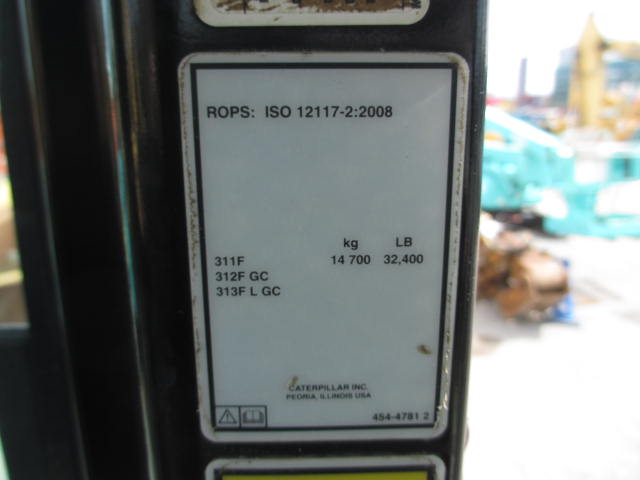 ROPS: ISO 12117-2:2008
kg LB
311F 14 700 32,400
312F GC
313F L GC
CATERPILLAR INC.
PEORIA, ILLINOIS USA
454-4781 2